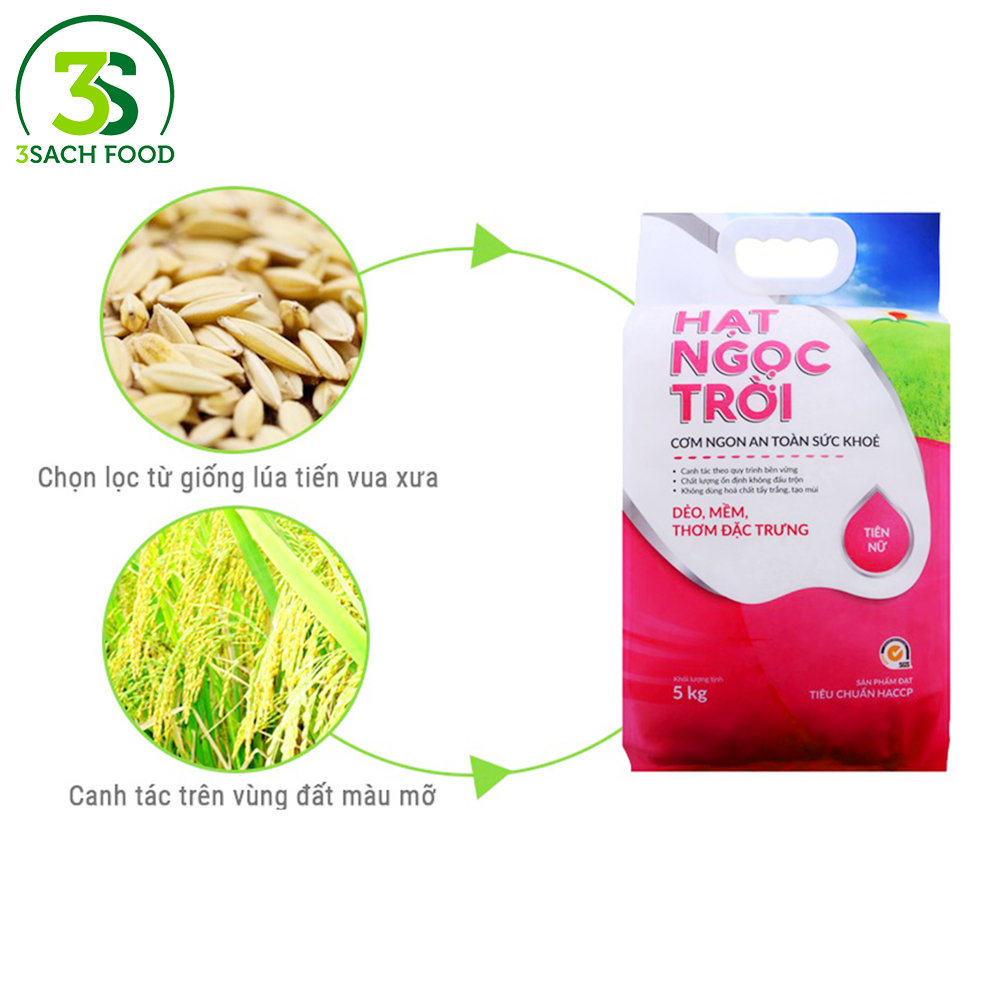 3S
3SACH FOOD
Chọn lọc từ giống lúa tiến vua xưa
Canh tác trên vùng đất màu mỡ
HẠT
NGỌC
TRỜI
CƠM NGON AN TOÀN SỨC KHOẺ
• Canh tác theo quy trình bền vững
• Chất lượng ổn định không đấu trộn
• Không dùng hoá chất tẩy trắng, tạo mùi
DẺO, MỀM,
THƠM ĐẶC TRƯNG
TIÊN
NỮ
SGS
Khối lượng tịnh
5 kg
SẢN PHẨM ĐẠT
TIÊU CHUẨN HACCP